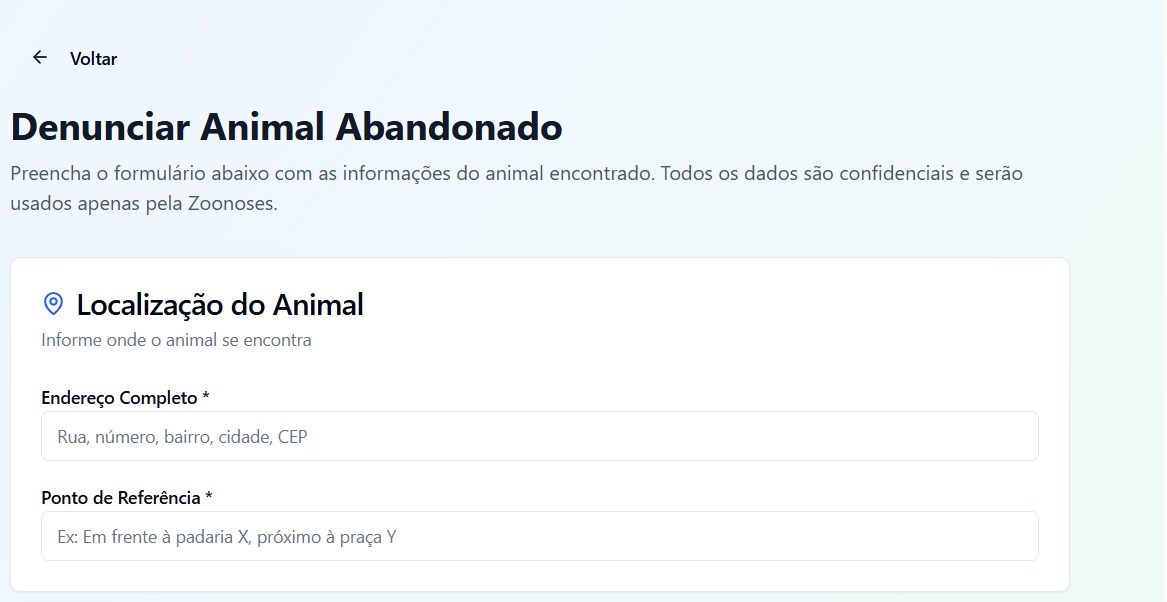 Voltar
Denunciar Animal Abandonado
Preencha o formulário abaixo com as informações do animal encontrado. Todos os dados são confidenciais e serão
usados apenas pela Zoonoses.
Localização do Animal
Informe onde o animal se encontra
Endereço Completo *
Rua, número, bairro, cidade, CEP
Ponto de Referência *
Ex: Em frente à padaria X, próximo à praça Y